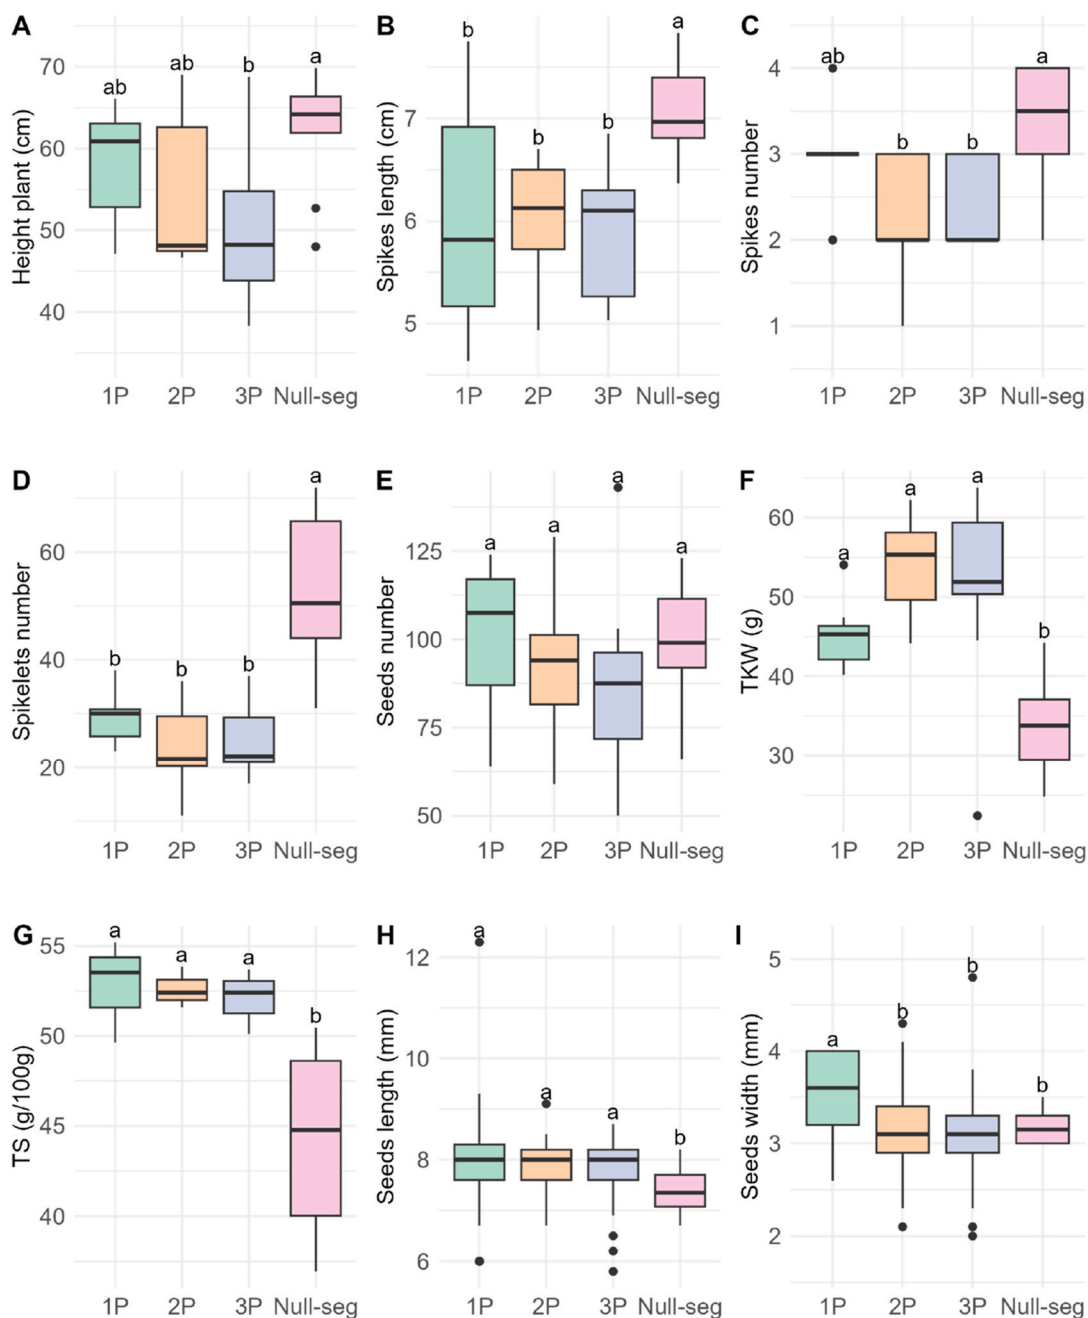 A
Height plant (cm)
70
60
50
40
ab
ab
b
a
1P 2P 3P Null-seg
B
Spikes length (cm)
7
6
5
b
b
b
a
1P 2P 3P Null-seg
C
Spikes number
4
3
2
1
ab
b
b
a
1P 2P 3P Null-seg
D
Spikelets number
60
40
20
b
b
b
a
1P 2P 3P Null-seg
E
Seeds number
125
100
75
50
a
a
a
a
1P 2P 3P Null-seg
F
TKW (g)
60
50
40
30
a
a
a
b
1P 2P 3P Null-seg
G
TS (g/100g)
55
50
45
40
a
a
a
b
1P 2P 3P Null-seg
H
Seeds length (mm)
12
10
8
6
a
a
a
b
1P 2P 3P Null-seg
I
Seeds width (mm)
5
4
3
2
a
b
b
b
1P 2P 3P Null-seg